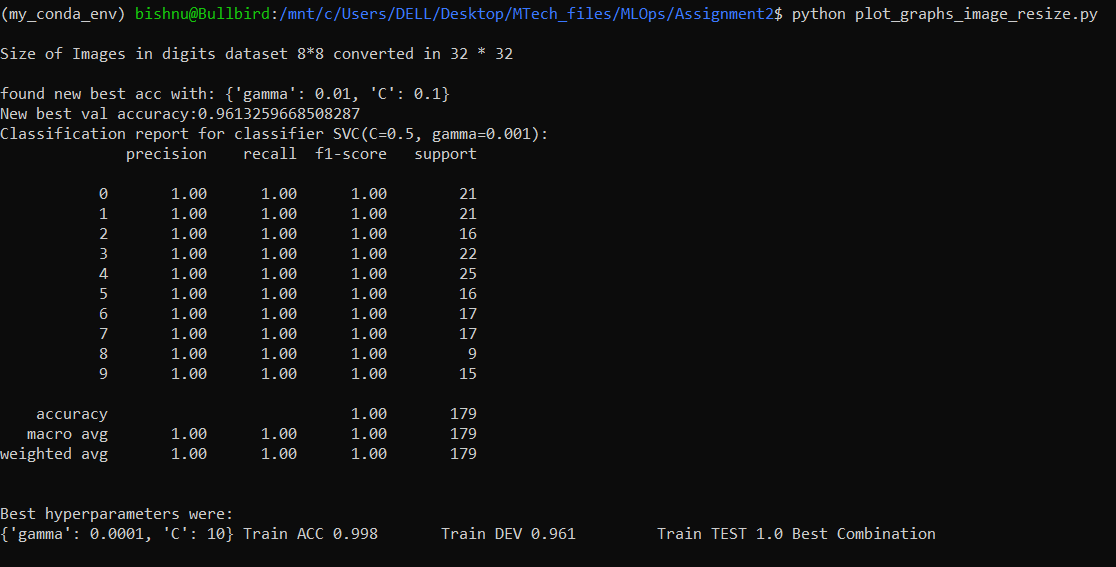 (my_conda_env) bishnu@Bullbird:/mnt/c/Users/DELL/Desktop/MTech_files/MLOps/Assignment2$ python plot_graphs_image_resize.py
Size of Images in digits dataset 8*8 converted in 32 * 32
found new best acc with: {'gamma': 0.01, 'C': 0.1}
New best val accuracy:0.9613259668508287
Classification report for classifier SVC(C=0.5, gamma=0.001):
precision recall f1-score support
0 1.00 1.00 1.00 21
1 1.00 1.00 1.00 21
2 1.00 1.00 1.00 16
3 1.00 1.00 1.00 22
4 1.00 1.00 1.00 25
5 1.00 1.00 1.00 16
6 1.00 1.00 1.00 17
7 1.00 1.00 1.00 17
8 1.00 1.00 1.00 9
9 1.00 1.00 1.00 15
accuracy 1.00 179
macro avg 1.00 1.00 1.00 179
weighted avg 1.00 1.00 1.00 179
Best hyperparameters were:
{'gamma': 0.0001, 'C': 10} Train ACC 0.998 Train DEV 0.961 Train TEST 1.0 Best Combination